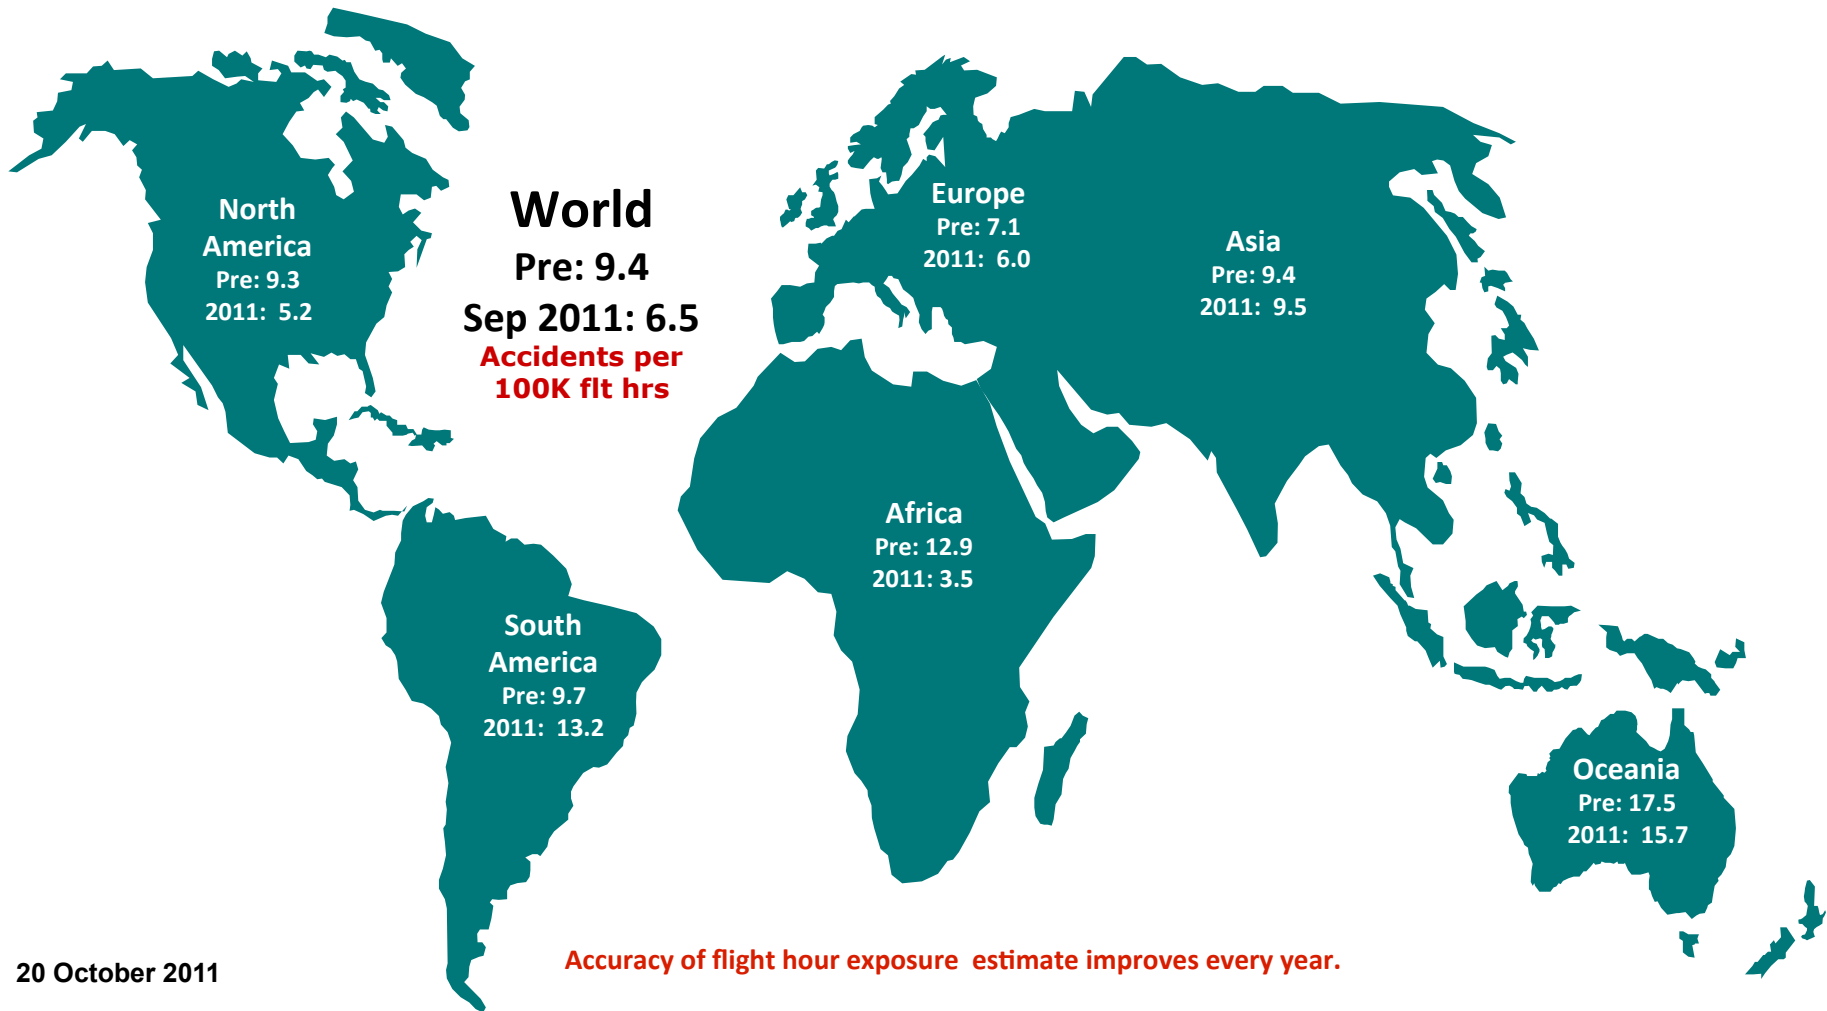 North
America
Pre: 9.3
2011: 5.2
World
Pre: 9.4
Sep 2011: 6.5
Accidents per
100K flt hrs
Europe
Pre: 7.1
2011: 6.0
Asia
Pre: 9.4
2011: 9.5
Africa
Pre: 12.9
2011: 3.5
South
America
Pre: 9.7
2011: 13.2
Oceania
Pre: 17.5
2011: 15.7
20 October 2011
Accuracy of flight hour exposure estimate improves every year.